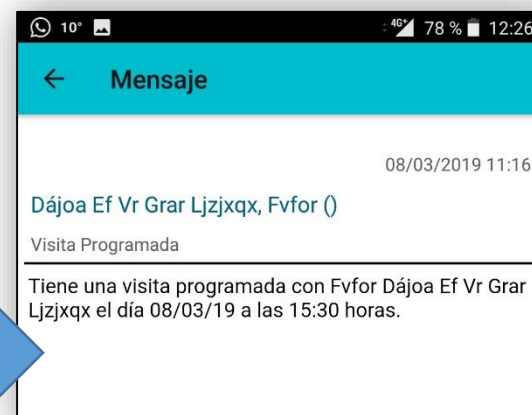 10° 4G+ 78 % 12:26
Mensaje
08/03/2019 11:16
Dájoa Ef Vr Grar Ljzjxqx, Fvfor ()
Visita Programada
Tiene una visita programada con Fvfor Dájoa Ef Vr Grar
Ljzjxqx el día 08/03/19 a las 15:30 horas.